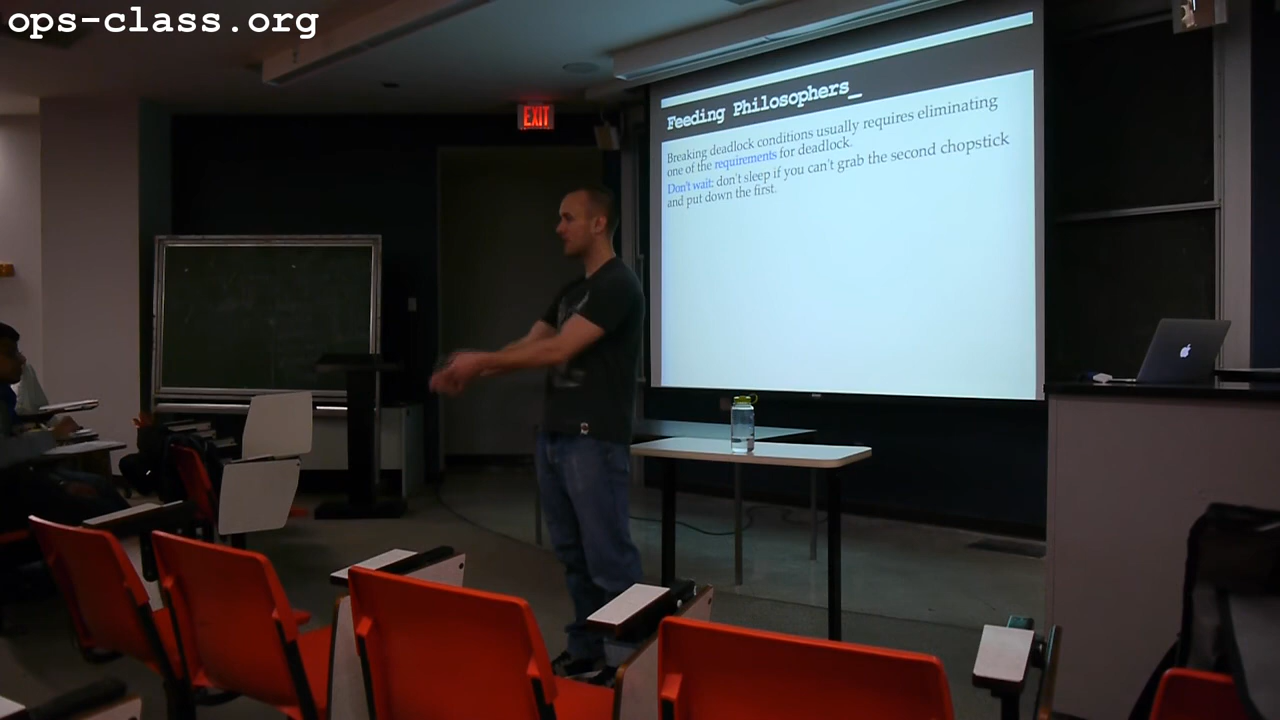 ops-class.org
EXIT
Feeding Philosophers_
Breaking deadlock conditions usually requires eliminating
one of the requirements for deadlock.
Don't wait: don't sleep if you can't grab the second chopstick
and put down the first.